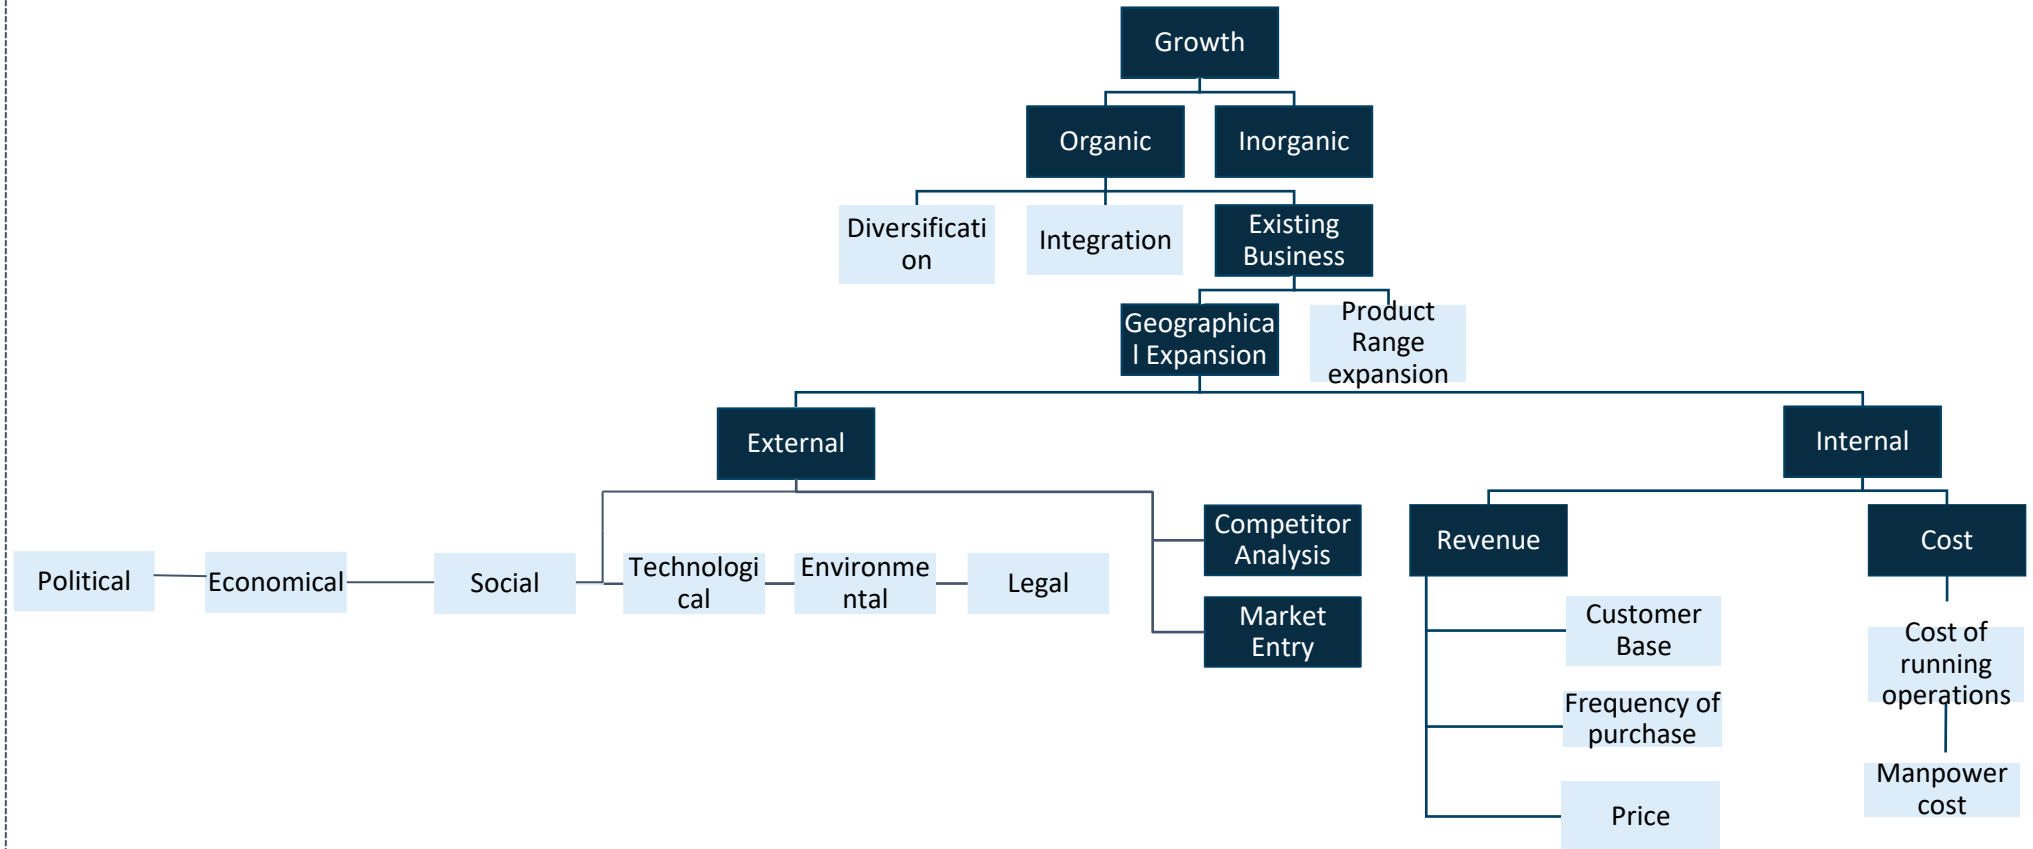 Growth
Organic
Inorganic
Diversificati
on
Integration
Existing
Business
Geographica
l Expansion
Product
Range
expansion
External
Internal
Political
Economical
Social
Technologi
cal
Environme
ntal
Legal
Competitor
Analysis
Market
Entry
Revenue
Cost
Customer
Base
Frequency of
purchase
Price
Cost of
running
operations
Manpower
cost